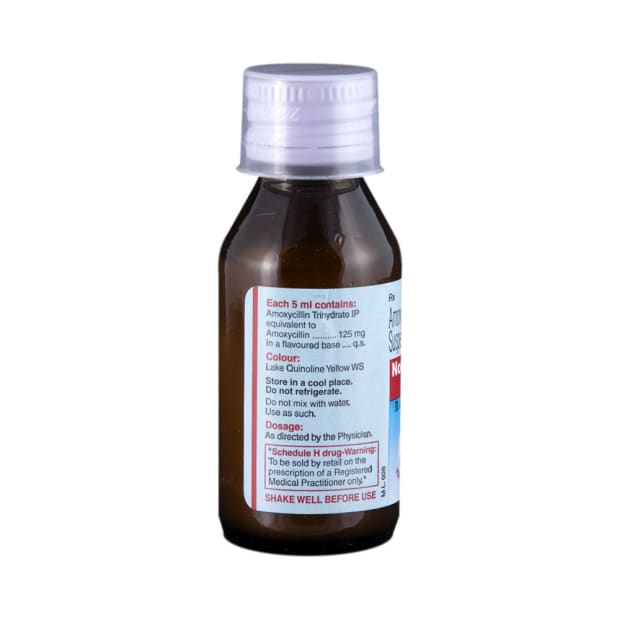 Each 5 ml contains:
Amoxycillin Trihydrate IP
equivalent to
Amoxycillin .......... 125 mg
In a flavoured base .... q.s.
Colour:
Lake Quinoline Yellow WS
Store in a cool place.
Do not refrigerate.
Do not mix with water.
Use as such.
Dosage:
As directed by the Physician.
"Schedule H drug-Warning:
To be sold by retail on the
prescription of a Registered
Medical Practitioner only."
SHAKE WELL BEFORE USE
M.L. 926
Rx